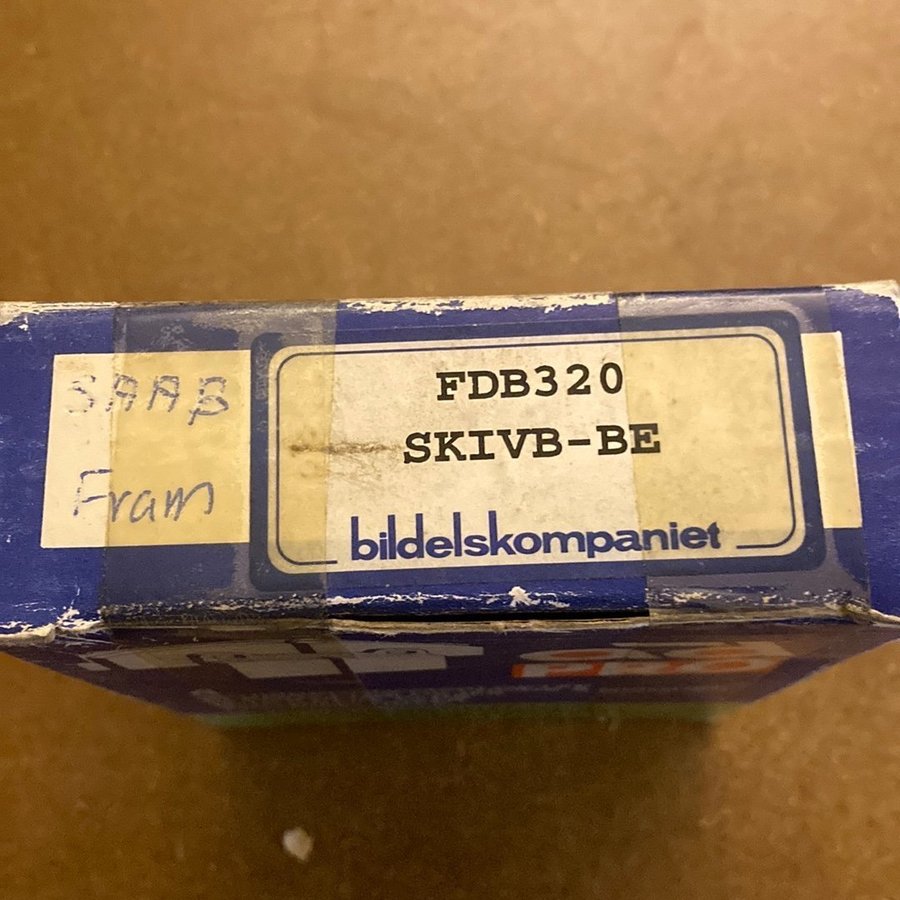 SAAB
Fram
FDB320
SKIVB-BE
bildelskompaniet